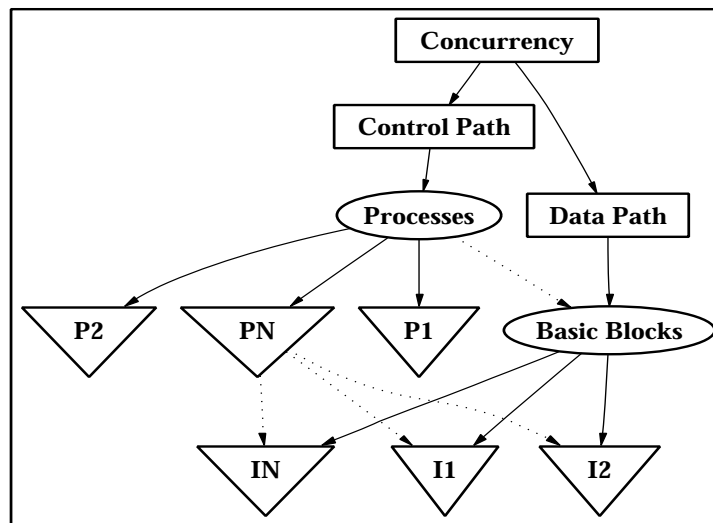 Concurrency
Control Path
Processes
Data Path
P2
PN
P1
Basic Blocks
IN
I1
I2